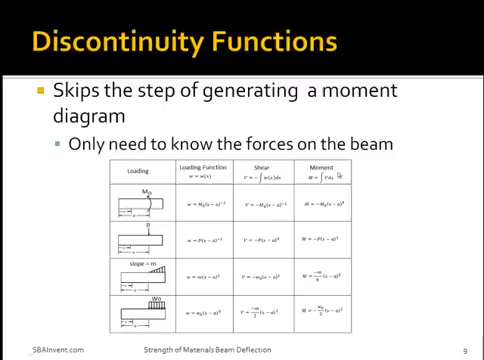 Discontinuity Functions
Skips the step of generating a moment
diagram
Only need to know the forces on the beam
Loading
Loading Function
w = w(x)
Shear
V = -∫ w(x)dx
Moment
M = ∫ Vdx
M₀
w = M₀⟨x-a⟩⁻²
V = -M₀⟨x-a⟩⁻¹
M = -M₀⟨x-a⟩⁰
P
w = P⟨x-a⟩⁻¹
V = -P⟨x-a⟩⁰
M = -P⟨x-a⟩¹
slope = m
w = m⟨x-a⟩¹
V = -w₀⟨x-a⟩¹
M = -m/6 ⟨x-a⟩³
Wo
w = w₀⟨x-a⟩⁰
V = -m/2 ⟨x-a⟩²
M = -w₀/2 ⟨x-a⟩²
SBAInvent.com Strength of Materials Beam Deflection 9